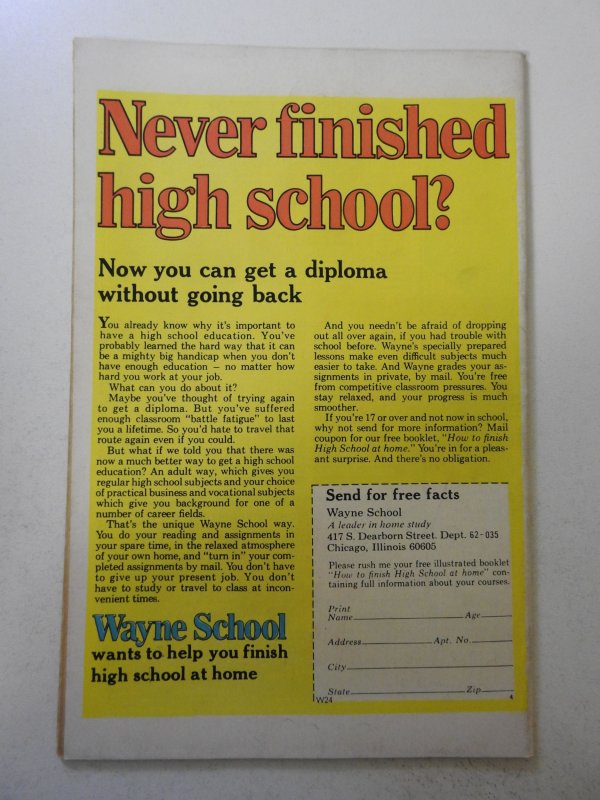 Never finished
high school?
Now you can get a diploma
without going back
You already know why it's important to
have a high school education. You've
probably learned the hard way that it can
be a mighty big handicap when you don't
have enough education – no matter how
hard you work at your job.
What can you do about it?
Maybe you've thought of trying again
to get a diploma. But you've suffered
enough classroom "battle fatigue" to last
you a lifetime. So you'd hate to travel that
route again even if you could.
But what if we told you that there was
now a much better way to get a high school
education? An adult way, which gives you
regular high school subjects and your choice
of practical business and vocational subjects
which give you background for one of a
number of career fields.
That's the unique Wayne School way.
You do your reading and assignments in
your spare time, in the relaxed atmosphere
of your own home, and "turn in" your com-
pleted assignments by mail. You don't have
to give up your present job. You don't
have to study or travel to class at incon-
venient times.
Wayne School
wants to help you finish
high school at home
And you needn't be afraid of dropping
out all over again, if you had trouble with
school before. Wayne's specially prepared
lessons make even difficult subjects much
easier to take. And Wayne grades your as-
signments in private, by mail. You're free
from competitive classroom pressures. You
stay relaxed, and your progress is much
smoother.
If you're 17 or over and not now in school,
why not send for more information? Mail
coupon for our free booklet, "How to finish
High School at home." You're in for a pleas-
ant surprise. And there's no obligation.
Send for free facts
Wayne School
A leader in home study
417 S. Dearborn Street. Dept. 62-035
Chicago, Illinois 60605
Please rush me your free illustrated booklet
"How to finish High School at home" con-
taining full information about your courses.
Print
Name Age
Address Apt. No.
City
State Zip
W24 4